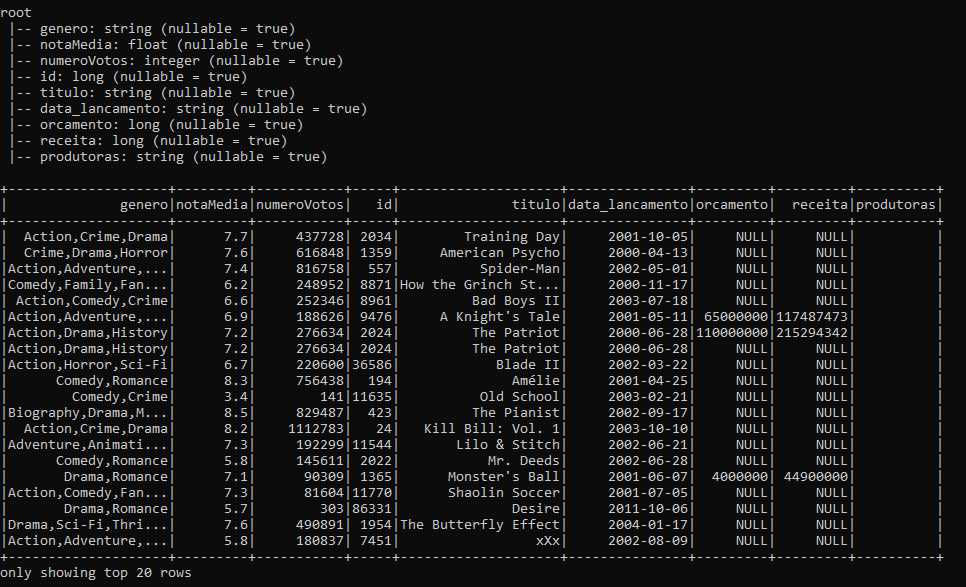 root
 |-- genero: string (nullable = true)
 |-- notaMedia: float (nullable = true)
 |-- numeroVotos: integer (nullable = true)
 |-- id: long (nullable = true)
 |-- titulo: string (nullable = true)
 |-- data_lancamento: string (nullable = true)
 |-- orcamento: long (nullable = true)
 |-- receita: long (nullable = true)
 |-- produtoras: string (nullable = true)

+--------------------+---------+-----------+-----+--------------------+---------------+---------+---------+----------+
|              genero|notaMedia|numeroVotos|   id|              titulo|data_lancamento|orcamento|  receita|produtoras|
+--------------------+---------+-----------+-----+--------------------+---------------+---------+---------+----------+
|  Action,Crime,Drama|      7.7|     437728| 2034|        Training Day|     2001-10-05|     NULL|     NULL|          |
|  Crime,Drama,Horror|      7.6|     616848| 1359|     American Psycho|     2000-04-13|     NULL|     NULL|          |
|Action,Adventure,...|      7.4|     816758|  557|          Spider-Man|     2002-05-01|     NULL|     NULL|          |
|Comedy,Family,Fan...|      6.2|     248952| 8871|How the Grinch St...|     2000-11-17|     NULL|     NULL|          |
| Action,Comedy,Crime|      6.6|     252346| 8961|         Bad Boys II|     2003-07-18|     NULL|     NULL|          |
|Action,Adventure,...|      6.9|     188626| 9476|     A Knight's Tale|     2001-05-11| 65000000|117487473|          |
|Action,Drama,History|      7.2|     276634| 2024|         The Patriot|     2000-06-28|110000000|215294342|          |
|Action,Drama,History|      7.2|     276634| 2024|         The Patriot|     2000-06-28|     NULL|     NULL|          |
|Action,Horror,Sci-Fi|      6.7|     220600|36586|            Blade II|     2002-03-22|     NULL|     NULL|          |
|      Comedy,Romance|      8.3|     756438|  194|              Amélie|     2001-04-25|     NULL|     NULL|          |
|        Comedy,Crime|      3.4|        141|11635|          Old School|     2003-02-21|     NULL|     NULL|          |
|Biography,Drama,M...|      8.5|     829487|  423|         The Pianist|     2002-09-17|     NULL|     NULL|          |
|  Action,Crime,Drama|      8.2|    1112783|   24|   Kill Bill: Vol. 1|     2003-10-10|     NULL|     NULL|          |
|Adventure,Animati...|      7.3|     192299|11544|       Lilo & Stitch|     2002-06-21|     NULL|     NULL|          |
|      Comedy,Romance|      5.8|     145611| 2022|           Mr. Deeds|     2002-06-28|     NULL|     NULL|          |
|       Drama,Romance|      7.1|      90309| 1365|      Monster's Ball|     2001-06-07|  4000000| 44900000|          |
|Action,Comedy,Fan...|      7.3|      81604|11770|      Shaolin Soccer|     2001-07-05|     NULL|     NULL|          |
|       Drama,Romance|      5.7|        303|86331|              Desire|     2011-10-06|     NULL|     NULL|          |
|Drama,Sci-Fi,Thri...|      7.6|     490891| 1954|The Butterfly Effect|     2004-01-17|     NULL|     NULL|          |
|Action,Adventure,...|      5.8|     180837| 7451|                 xXx|     2002-08-09|     NULL|     NULL|          |
+--------------------+---------+-----------+-----+--------------------+---------------+---------+---------+----------+
only showing top 20 rows